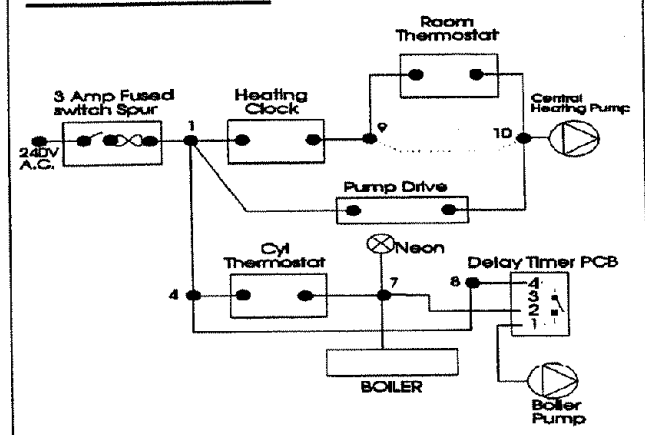 Room
Thermostat
3 Amp Fused
switch Spur
Heating
Clock
Central
Heating Pump
1
9
10
240V
A.C.
Pump Drive
Cyl
Thermostat
Neon
Delay Timer PCB
4
7
8
4
3
2
1
BOILER
Boiler
Pump